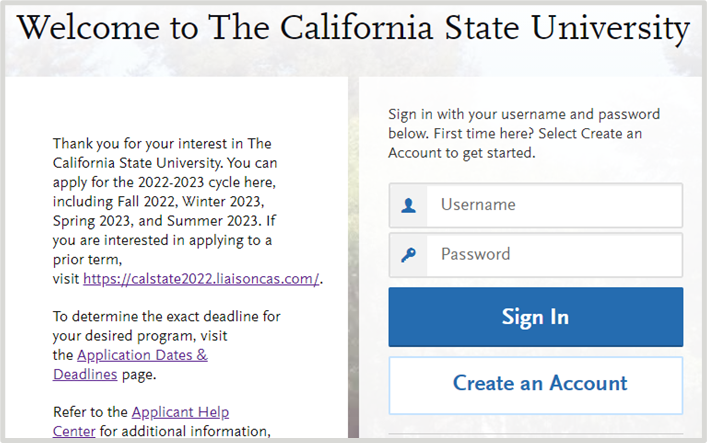 Welcome to The California State University
Thank you for your interest in The
California State University. You can
apply for the 2022-2023 cycle here,
including Fall 2022, Winter 2023,
Spring 2023, and Summer 2023. If
you are interested in applying to a
prior term,
visit https://calstate2022.liaisoncas.com/.
To determine the exact deadline for
your desired program, visit
the Application Dates &
Deadlines page.
Refer to the Applicant Help
Center for additional information,
Sign in with your username and password
below. First time here? Select Create an
Account to get started.
Username
Password
Sign In
Create an Account